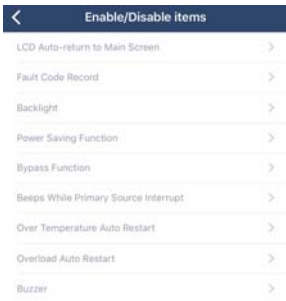 Enable/Disable items
LCD Auto-return to Main Screen
Fault Code Record
Backlight
Power Saving Function
Bypass Function
Beeps While Primary Source Interrupt
Over Temperature Auto Restart
Overload Auto Restart
Buzzer